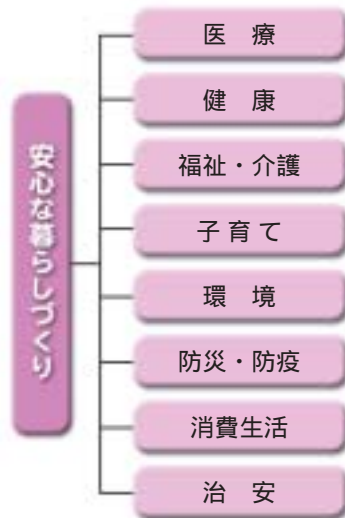 安心な暮らしづくり
医　療
健　康
福祉・介護
子 育 て
環　境
防災・防疫
消費生活
治　安